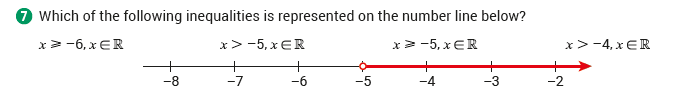 7 Which of the following inequalities is represented on the number line below?
x ⩾ −6, x ∈ ℝ x > −5, x ∈ ℝ x ⩾ −5, x ∈ ℝ x > −4, x ∈ ℝ
−8 −7 −6 −5 −4 −3 −2